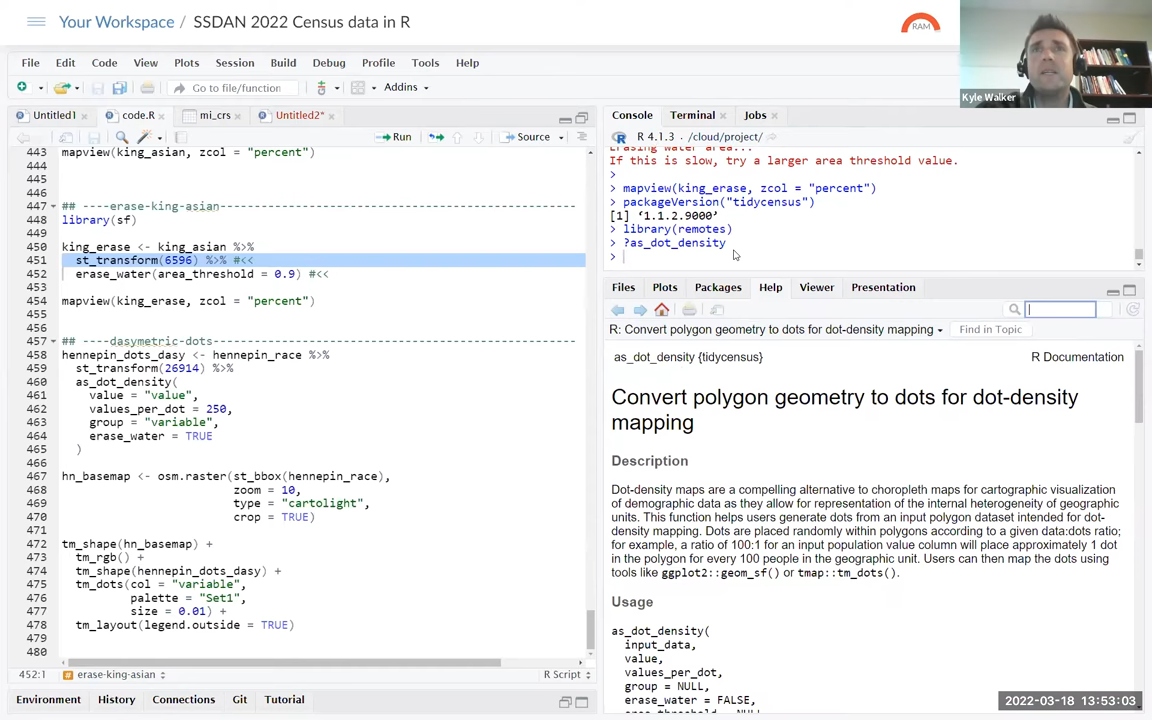 Your Workspace / SSDAN 2022 Census data in R
RAM
Kyle Walker
File Edit Code View Plots Session Build Debug Profile Tools Help
Go to file/function Addins
Untitled1 code.R mi_crs Untitled2*
Run Source
443 mapview(king_asian, zcol = "percent")
444
445
446
447 ## ----erase-king-asian--------------------------------------------------
448 library(sf)
449
450 king_erase <- king_asian %>%
451 st_transform(6596) %>% #<<
452 erase_water(area_threshold = 0.9) #<<
453
454 mapview(king_erase, zcol = "percent")
455
456
457 ## ----dasymetric-dots---------------------------------------------------
458 hennepin_dots_dasy <- hennepin_race %>%
459 st_transform(26914) %>%
460 as_dot_density(
461 value = "value",
462 values_per_dot = 250,
463 group = "variable",
464 erase_water = TRUE
465 )
466
467 hn_basemap <- osm.raster(st_bbox(hennepin_race),
468 zoom = 10,
469 type = "cartolight",
470 crop = TRUE)
471
472 tm_shape(hn_basemap) +
473 tm_rgb() +
474 tm_shape(hennepin_dots_dasy) +
475 tm_dots(col = "variable",
476 palette = "Set1",
477 size = 0.01) +
478 tm_layout(legend.outside = TRUE)
479
480
452:1 # erase-king-asian R Script
Environment History Connections Git Tutorial
Console Terminal Jobs
R 4.1.3 . /cloud/project/
Erasing water area...
If this is slow, try a larger area threshold value.
>
> mapview(king_erase, zcol = "percent")
> packageVersion("tidycensus")
[1] ‘1.1.2.9000’
> library(remotes)
> ?as_dot_density
>
Files Plots Packages Help Viewer Presentation
R: Convert polygon geometry to dots for dot-density mapping Find in Topic
as_dot_density {tidycensus} R Documentation
Convert polygon geometry to dots for dot-density
mapping
Description
Dot-density maps are a compelling alternative to choropleth maps for cartographic visualization
of demographic data as they allow for representation of the internal heterogeneity of geographic
units. This function helps users generate dots from an input polygon dataset intended for dot-
density mapping. Dots are placed randomly within polygons according to a given data:dots ratio;
for example, a ratio of 100:1 for an input population value column will place approximately 1 dot
in the polygon for every 100 people in the geographic unit. Users can then map the dots using
tools like ggplot2::geom_sf() or tmap::tm_dots().
Usage
as_dot_density(
input_data,
value,
values_per_dot,
group = NULL,
erase_water = FALSE,
area_threshold = NULL,
2022-03-18 13:53:03